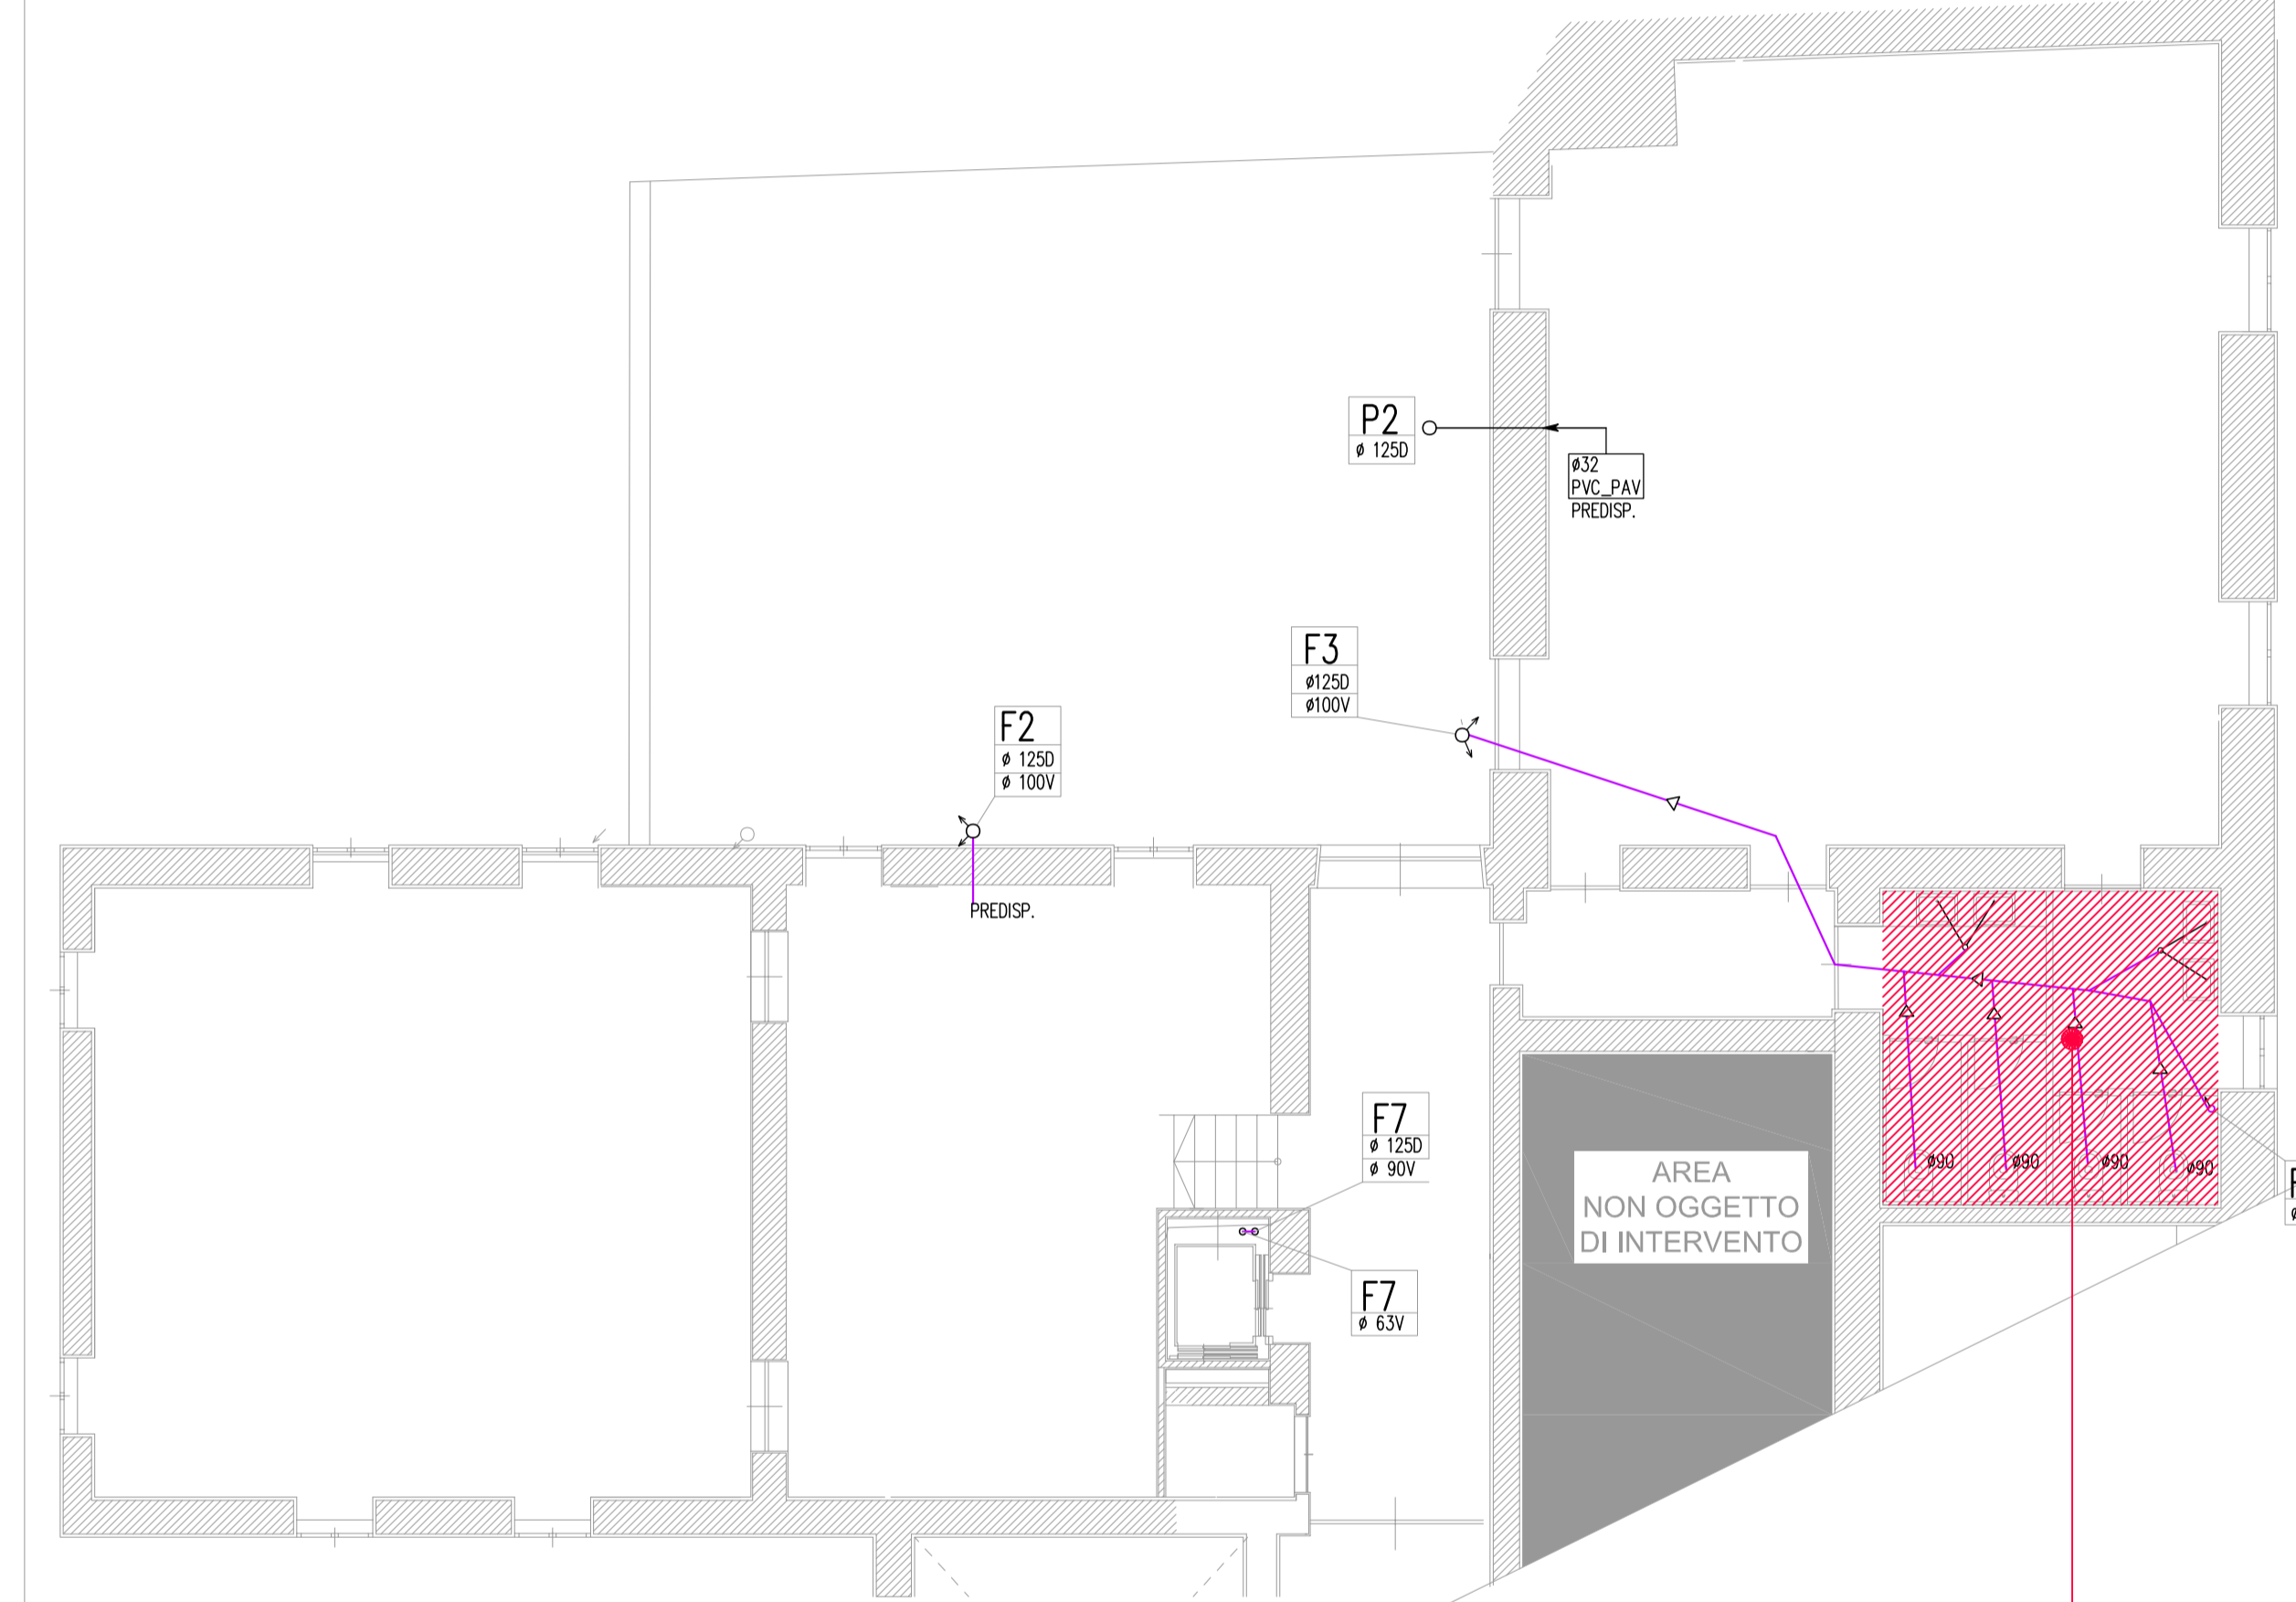 P2
ø 125D
ø32
PVC_PAV
PREDISP.
F3
ø125D
ø100V
F2
ø 125D
ø 100V
PREDISP.
F7
ø 125D
ø 90V
AREA
NON OGGETTO
DI INTERVENTO
ø90
ø90
ø90
ø90
F7
ø 63V